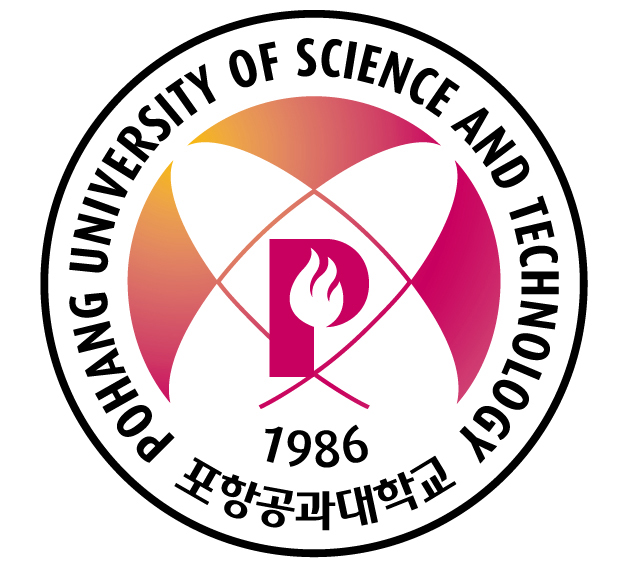 POHANG UNIVERSITY OF SCIENCE AND TECHNOLOGY
P
1986
포항공과대학교